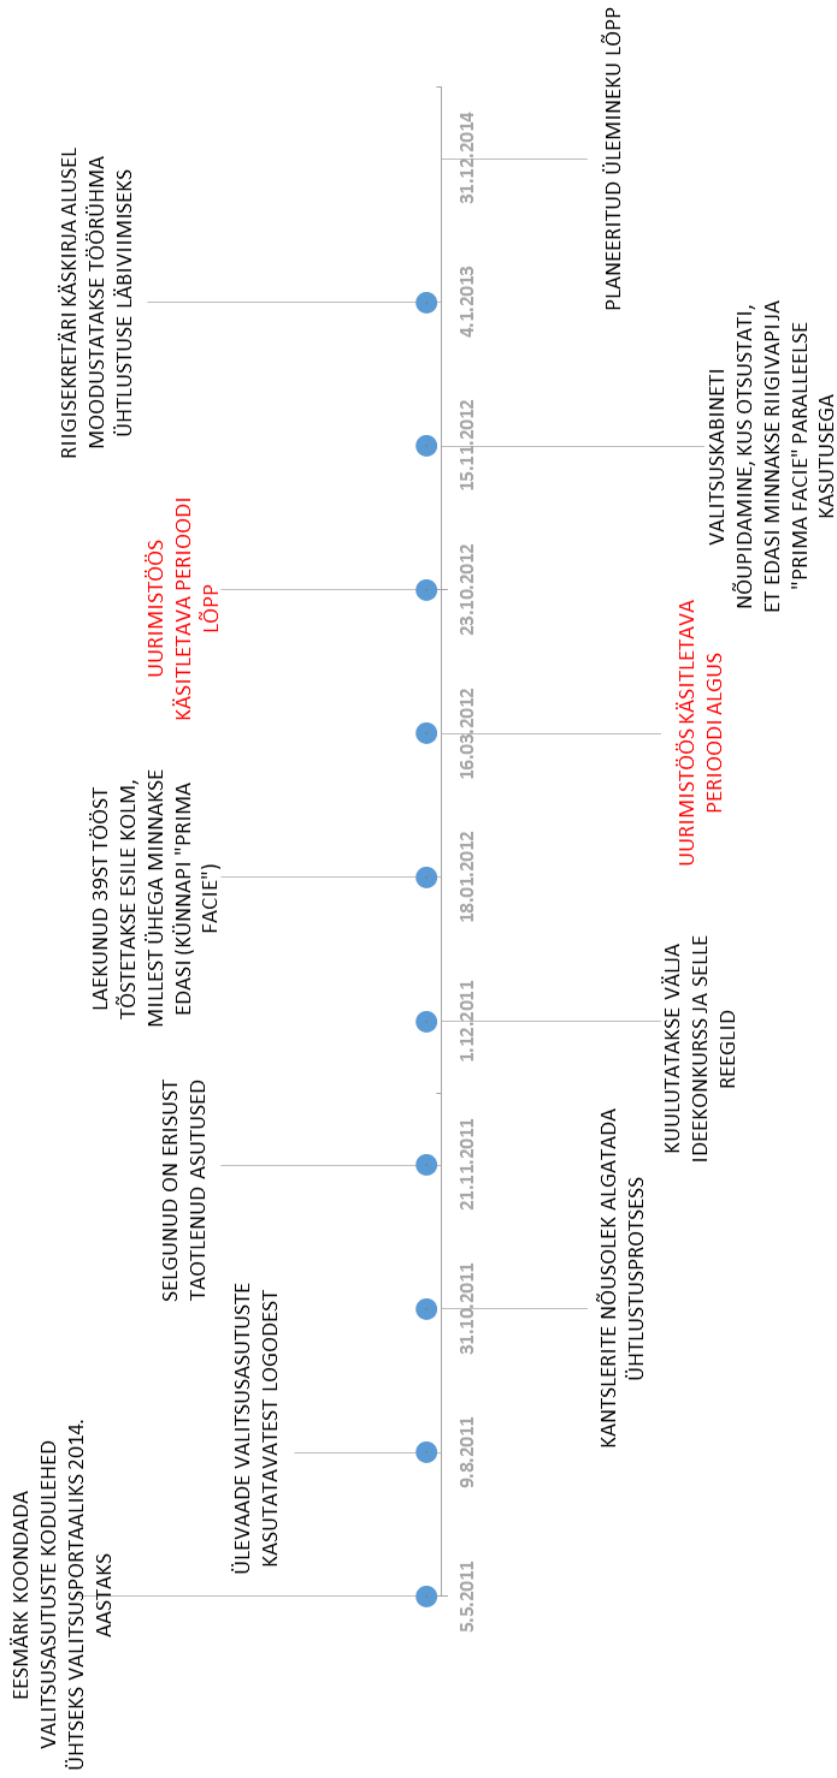 EESMÄRK KOONDADA
VALITSUSASUTUSTE KODULEHED
ÜHTSEKS VALITSUSPORTAALIKS 2014.
AASTAKS
5.5.2011
ÜLEVAADE VALITSUSASUTUSTE
KASUTATAVATEST LOGODEST
9.8.2011
KANTSLERITE NÕUSOLEK ALGATADA
ÜHTLUSTUSPROTSESS
31.10.2011
SELGUNUD ON ERISUST
TAOTLENUD ASUTUSED
21.11.2011
KUULUTATAKSE VÄLJA
IDEEKONKURSS JA SELLE
REEGLID
1.12.2011
LAEKUNUD 39ST TÖÖST
TÕSTETAKSE ESILE KOLM,
MILLEST ÜHEGA MINNAKSE
EDASI (KÜNNAPI "PRIMA
FACIE")
18.01.2012
UURIMISTÖÖS KÄSITLETAVA
PERIOODI ALGUS
16.03.2012
UURIMISTÖÖS
KÄSITLETAVA PERIOODI
LÕPP
23.10.2012
VALITSUSKABINETI
NÕUPIDAMINE, KUS OTSUSTATI,
ET EDASI MINNAKSE RIIGIVAPI JA
"PRIMA FACIE" PARALLEELSE
KASUTUSEGA
15.11.2012
RIIGISEKRETÄRI KÄSKIRJA ALUSEL
MOODUSTATAKSE TÖÖRÜHMA
ÜHTLUSTUSE LÄBIVIIMISEKS
4.1.2013
PLANEERITUD ÜLEMINEKU LÕPP
31.12.2014